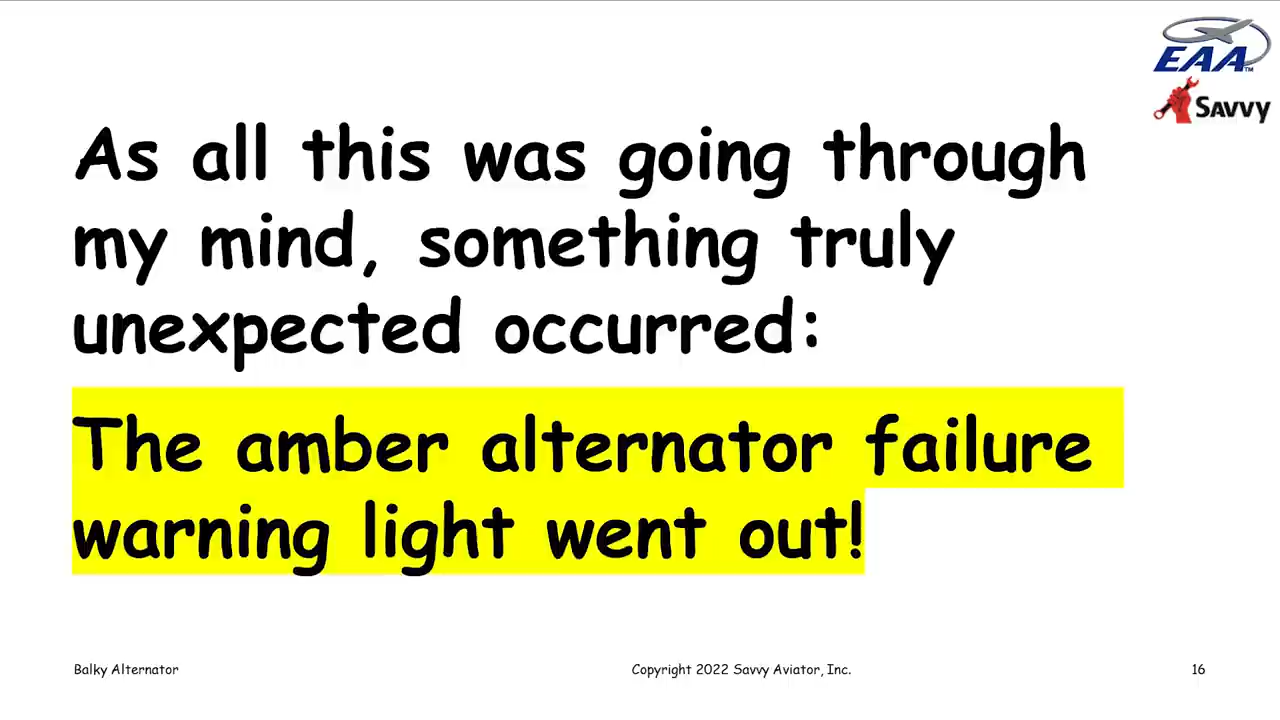 EAA™
SAVVY
As all this was going through
my mind, something truly
unexpected occurred:
The amber alternator failure
warning light went out!
Balky Alternator
Copyright 2022 Savvy Aviator, Inc.
16